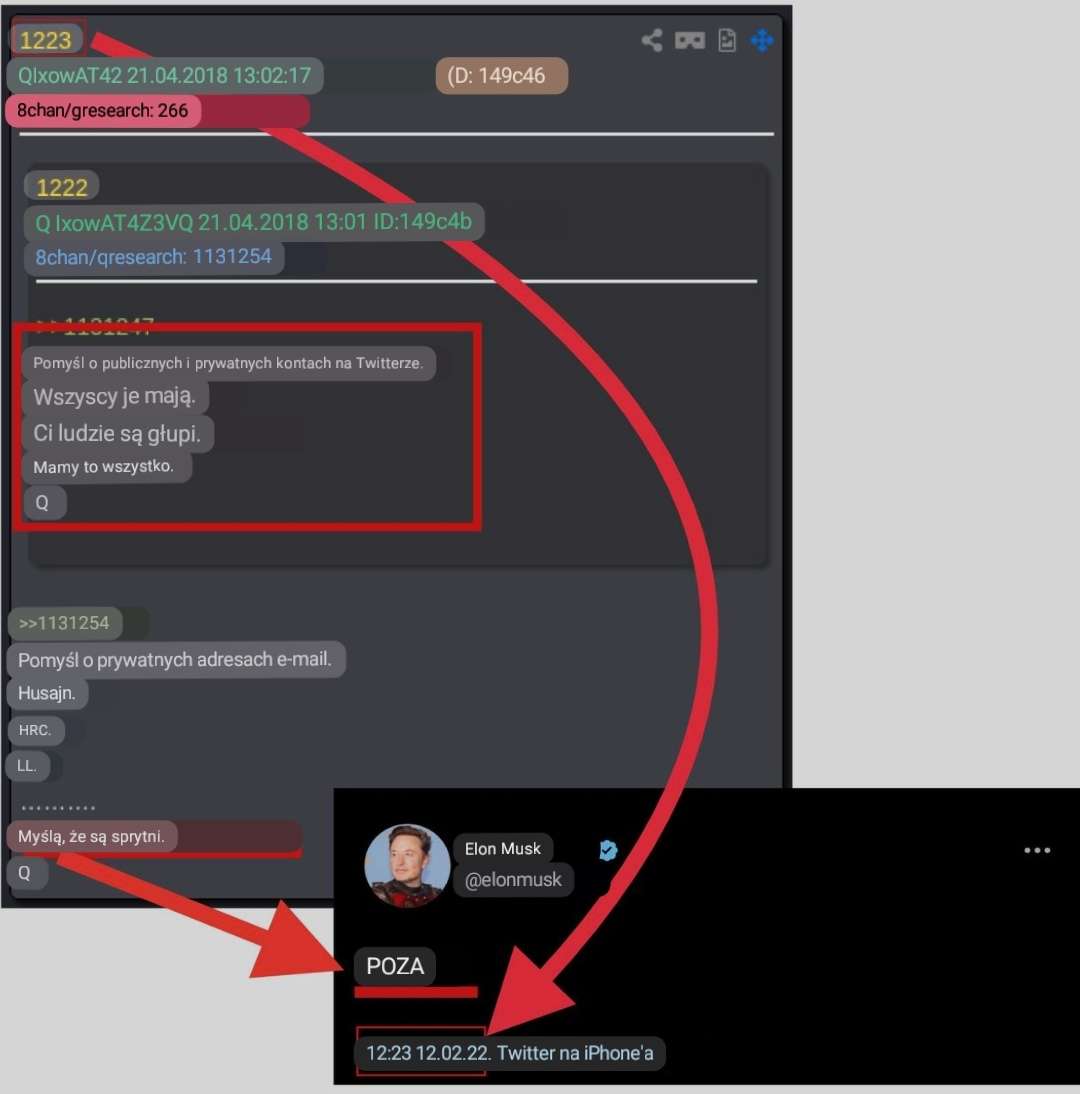 1223
QIxowAT42 21.04.2018 13:02:17
(D: 149c46
8chan/gresearch: 266
1222
Q IxowAT4Z3VQ 21.04.2018 13:01 ID:149c4b
8chan/qresearch: 1131254
>>1131247
Pomyśl o publicznych i prywatnych kontach na Twitterze.
Wszyscy je mają.
Ci ludzie są głupi.
Mamy to wszystko.
Q
>>1131254
Pomyśl o prywatnych adresach e-mail.
Husajn.
HRC.
LL.
..........
Myślą, że są sprytni.
Q
Elon Musk
@elonmusk
POZA
12:23 12.02.22. Twitter na iPhone'a